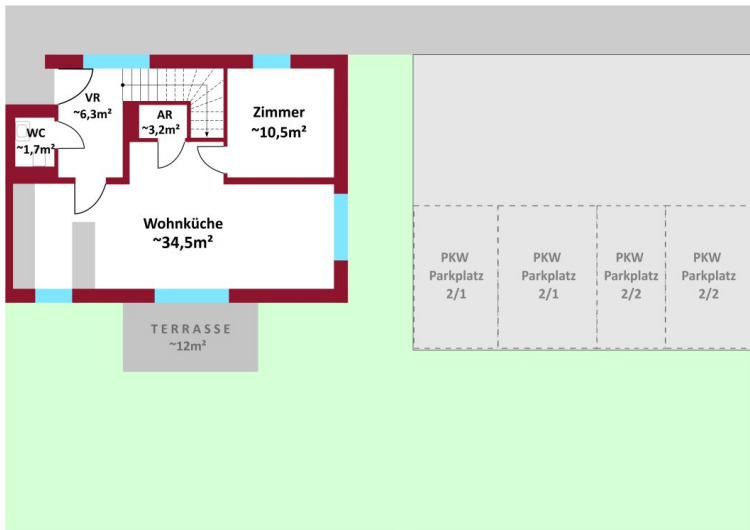 VR
~6,3m²
WC
~1,7m²
AR
~3,2m²
Zimmer
~10,5m²
Wohnküche
~34,5m²
TERRASSE
~12m²
PKW
Parkplatz
2/1
PKW
Parkplatz
2/1
PKW
Parkplatz
2/2
PKW
Parkplatz
2/2